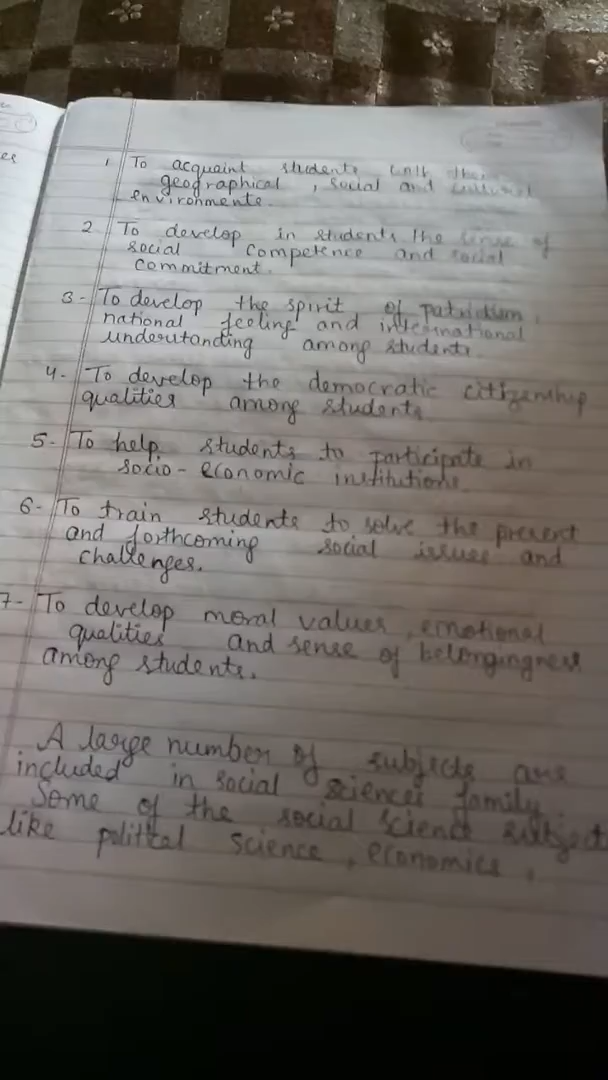 1 To acquaint students with their
geographical , social and cultural
environments.
2 To develop in students the sense of
social competence and social
commitment.
3- To develop the spirit of patriotism,
national feeling and international
understanding among students.
4- To develop the democratic citizenship
qualities among students
5- To help students to participate in
socio-economic institutions.
6- To train students to solve the present
and forthcoming social issues and
challenges.
7- To develop moral values, emotional
qualities and sense of belongingness
among students.
A large number of subjects are
included in social sciences family.
Some of the social science subject
like political science, economics,